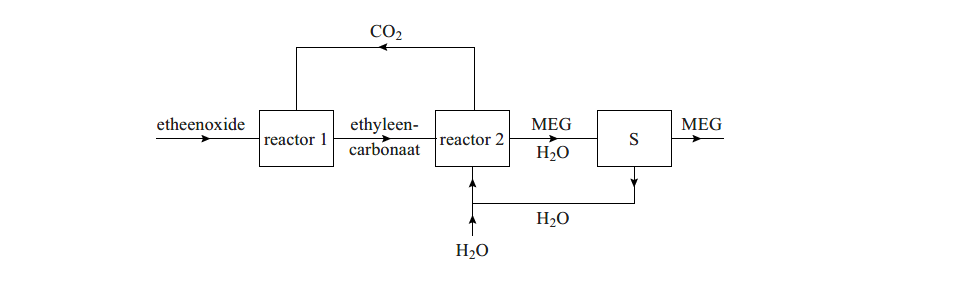 CO₂
etheenoxide
reactor 1
ethyleen-
carbonaat
reactor 2
MEG
H₂O
S
MEG
H₂O
H₂O